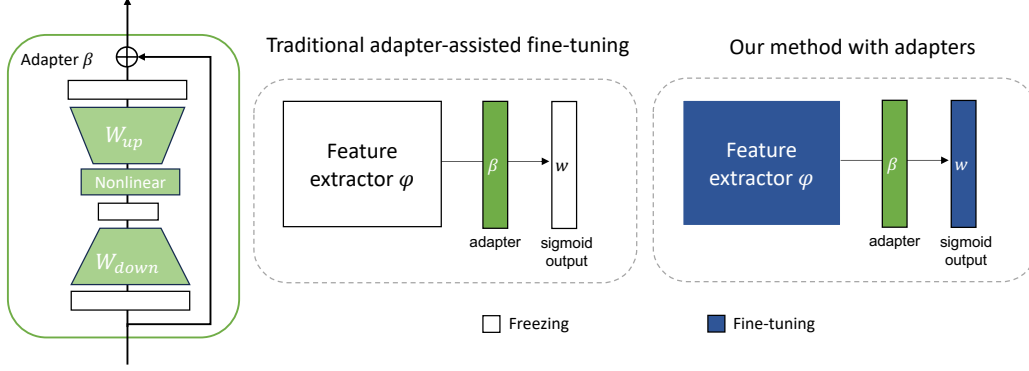 Adapter β
W_up
Nonlinear
W_down
Traditional adapter-assisted fine-tuning
Feature
extractor φ
β
w
adapter
sigmoid
output
Our method with adapters
Feature
extractor φ
β
w
adapter
sigmoid
output
Freezing
Fine-tuning